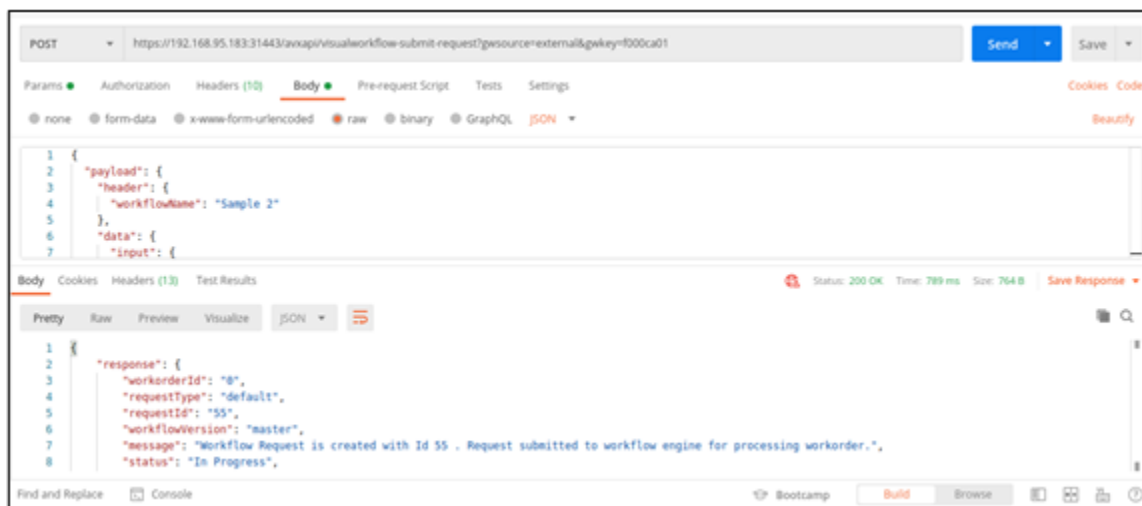 POST https://192.168.95.183:31443/avxapi/visualworkflow-submit-request?gwsource=external&gwkey=f000ca01 Send Save
Params Authorization Headers (10) Body Pre-request Script Tests Settings Cookies Code
none form-data x-www-form-urlencoded raw binary GraphQL JSON Beautify
1 {
2 "payload": {
3 "header": {
4 "workflowName": "Sample 2"
5 },
6 "data": {
7 "input": {
Body Cookies Headers (13) Test Results Status: 200 OK Time: 789 ms Size: 764 B Save Response
Pretty Raw Preview Visualize JSON
1 {
2 "response": {
3 "workorderId": "0",
4 "requestType": "default",
5 "requestId": "55",
6 "workflowVersion": "master",
7 "message": "Workflow Request is created with Id 55 . Request submitted to workflow engine for processing workorder.",
8 "status": "In Progress",
Find and Replace Console Bootcamp Build Browse